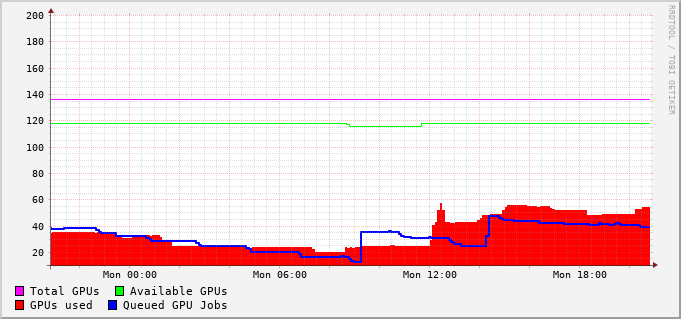 200
180
160
140
120
100
80
60
40
20
Mon 00:00 Mon 06:00 Mon 12:00 Mon 18:00
Total GPUs Available GPUs
GPUs used Queued GPU Jobs
RRDTOOL / TOBI OETIKER